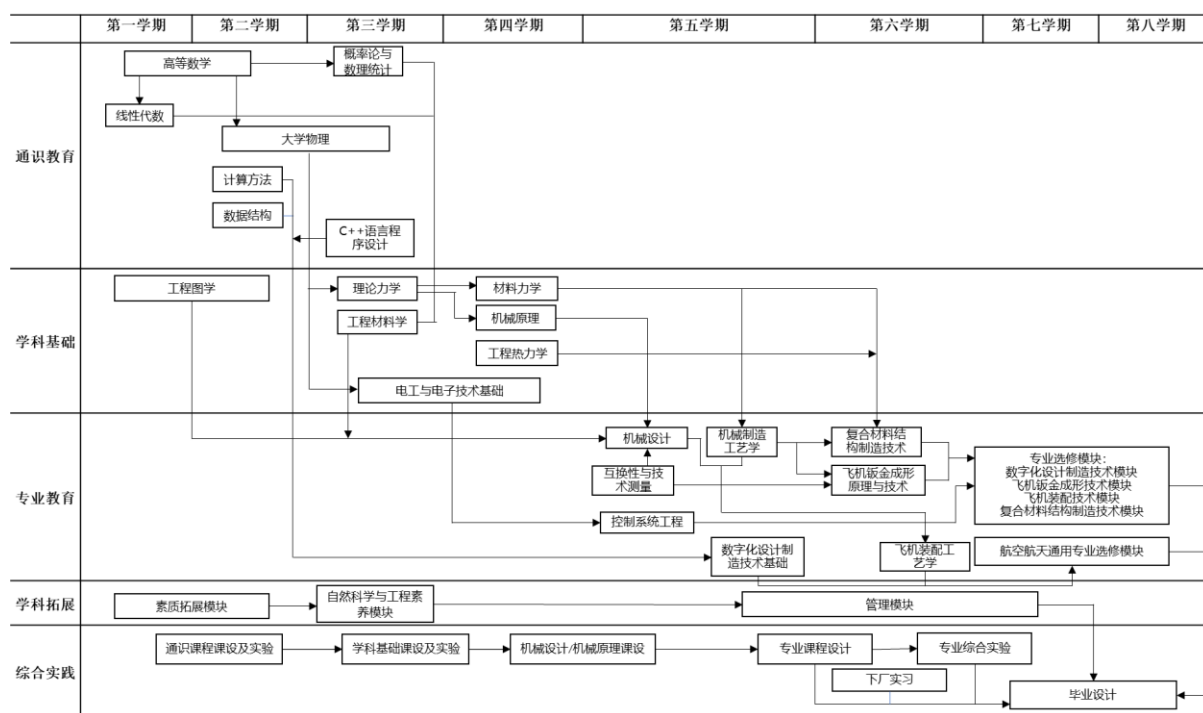 第一学期
第二学期
第三学期
第四学期
第五学期
第六学期
第七学期
第八学期
通识教育
高等数学
概率论与
数理统计
线性代数
大学物理
计算方法
数据结构
C++语言程
序设计
学科基础
工程图学
理论力学
材料力学
工程材料学
机械原理
工程热力学
电工与电子技术基础
专业教育
机械设计
机械制造
工艺学
复合材料结
构制造技术
互换性与技
术测量
飞机钣金成形
原理与技术
专业选修模块：
数字化设计制造技术模块
飞机钣金成形技术模块
飞机装配技术模块
复合材料结构制造技术模块
控制系统工程
数字化设计制
造技术基础
飞机装配工
艺学
航空航天通用专业选修模块
学科拓展
素质拓展模块
自然科学与工程素
养模块
管理模块
综合实践
通识课程课设及实验
学科基础课设及实验
机械设计/机械原理课设
专业课程设计
专业综合实验
下厂实习
毕业设计